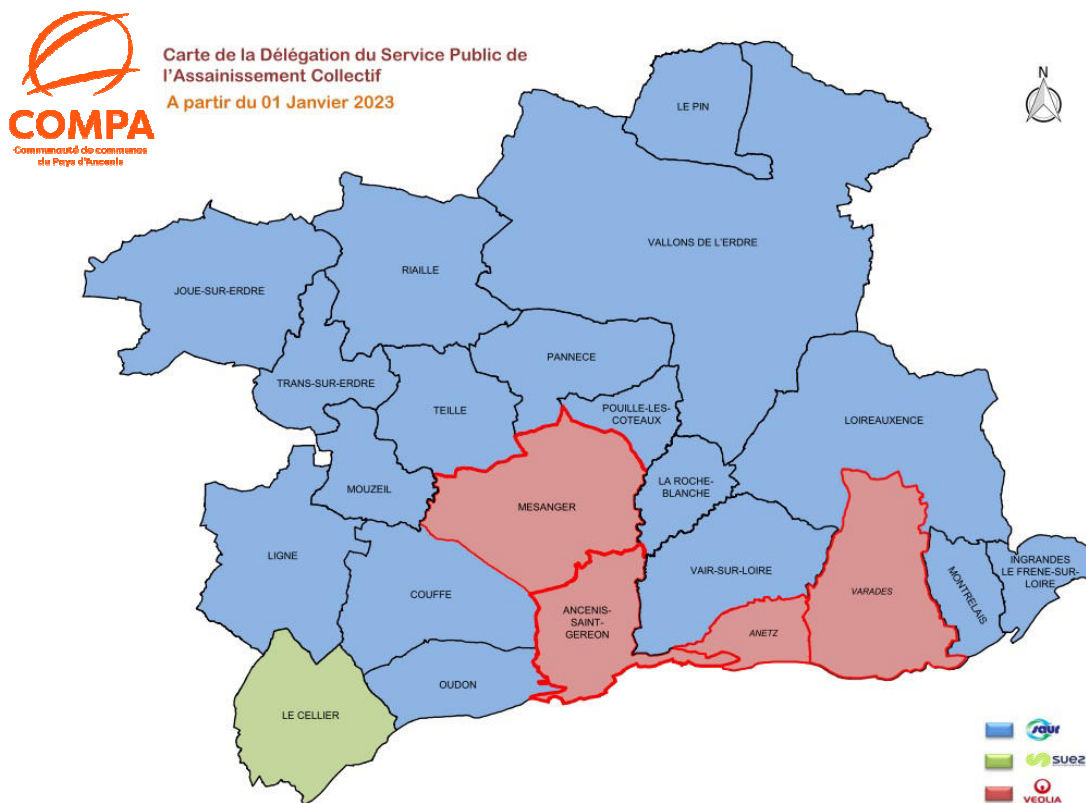 Carte de la Délégation du Service Public de
l'Assainissement Collectif
A partir du 01 Janvier 2023
COMPA
Communauté de communes
du Pays d'Ancenis
N
LE PIN
VALLONS DE L'ERDRE
RIAILLE
JOUE-SUR-ERDRE
PANNECE
TRANS-SUR-ERDRE
TEILLE
POUILLE-LES-
COTEAUX
LOIREAUXENCE
LA ROCHE-
BLANCHE
MOUZEIL
MESANGER
LIGNE
INGRANDES
LE FRENE-SUR-
LOIRE
VAIR-SUR-LOIRE
VARADES
MONTRELAIS
COUFFE
ANCENIS-
SAINT-
GEREON
ANETZ
OUDON
LE CELLIER
saur
suez
VEOLIA